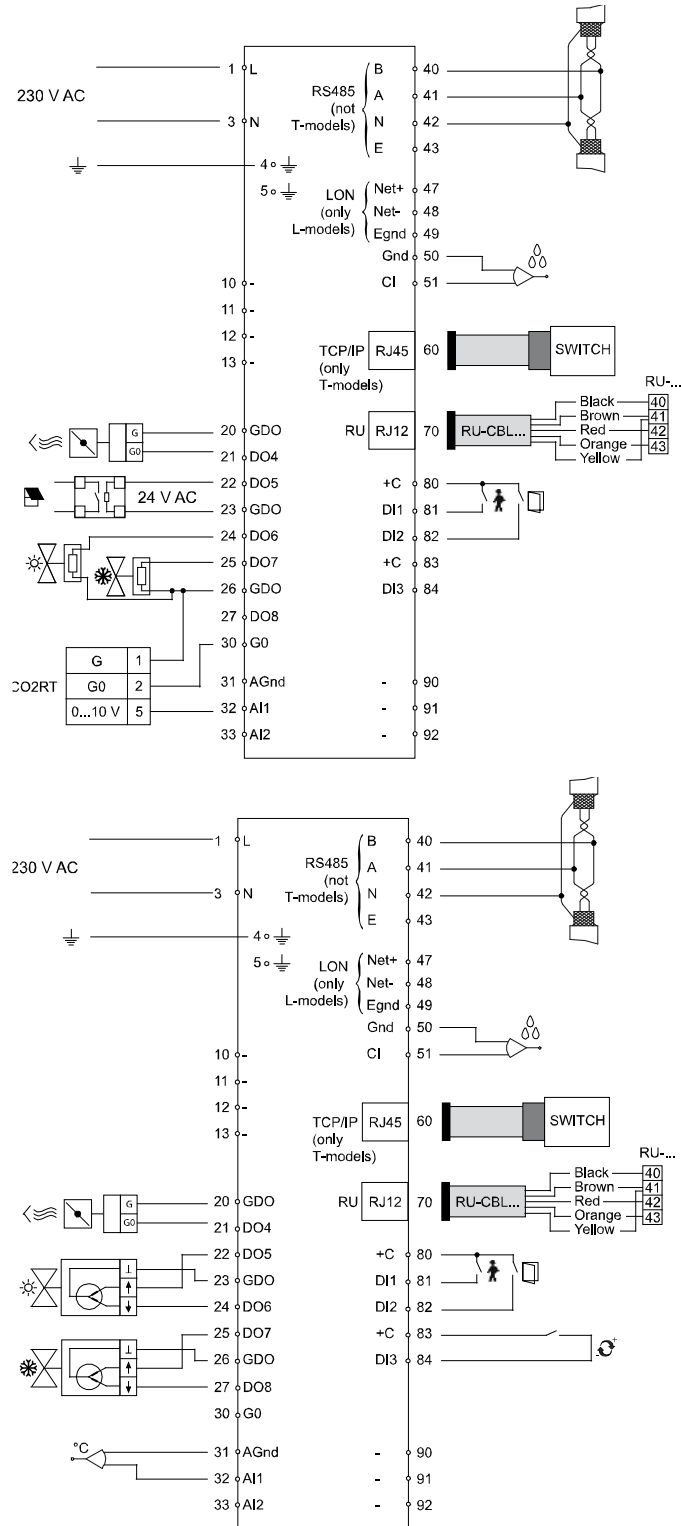 1 L B 40
230 V AC RS485 A 41
(not
3 N T-models) N 42
E 43
4
5 LON Net+ 47
(only Net- 48
L-models) Egnd 49
Gnd 50
10 - CI 51
11 -
12 -
13 - TCP/IP RJ45 60 SWITCH
(only
T-models) RU-...
Black 40
Brown 41
20 GDO RU RJ12 70 RU-CBL... Red 42
G Orange 43
G0 Yellow
21 DO4
22 DO5 +C 80
24 V AC
23 GDO DI1 81
24 DO6 DI2 82
25 DO7 +C 83
26 GDO DI3 84
27 DO8
30 G0
G 1
31 AGnd - 90
CO2RT G0 2
32 AI1 - 91
0...10 V 5
33 AI2 - 92
1 L B 40
230 V AC RS485 A 41
(not
3 N T-models) N 42
E 43
4
5 LON Net+ 47
(only Net- 48
L-models) Egnd 49
Gnd 50
10 - CI 51
11 -
12 -
13 - TCP/IP RJ45 60 SWITCH
(only
T-models) RU-...
Black 40
Brown 41
20 GDO RU RJ12 70 RU-CBL... Red 42
G Orange 43
G0 Yellow
21 DO4
22 DO5 +C 80
23 GDO DI1 81
24 DO6 DI2 82
25 DO7 +C 83
26 GDO DI3 84
27 DO8
30 G0
°C 31 AGnd - 90
32 AI1 - 91
33 AI2 - 92